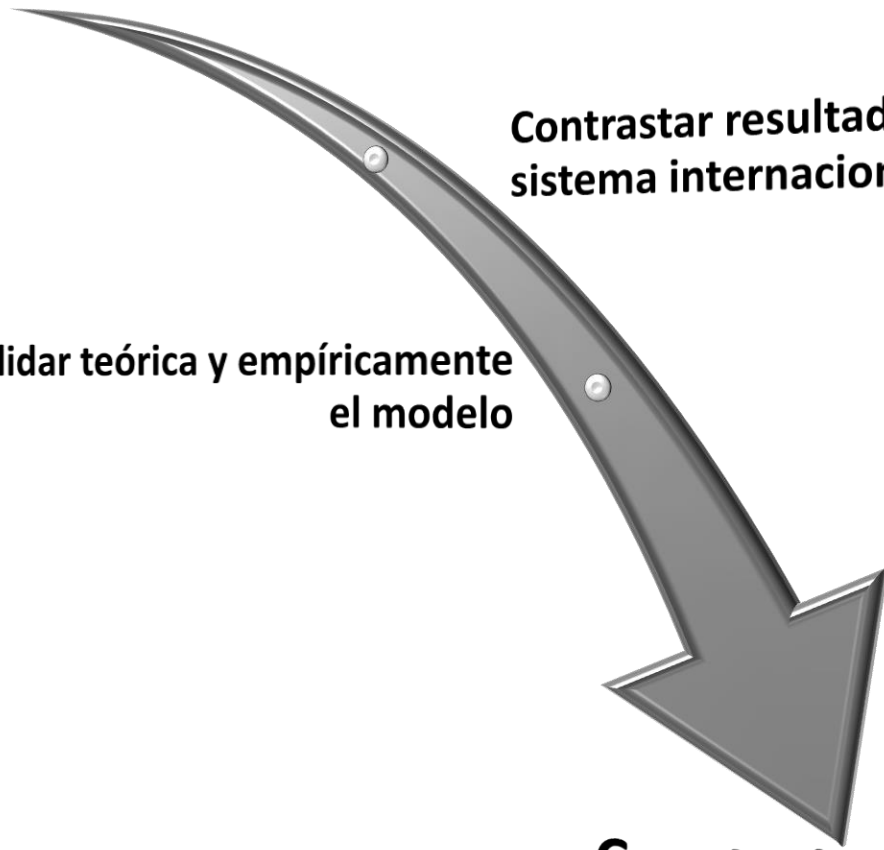 Contrastar resultad
sistema internacion
lidar teórica y empíricamente
el modelo